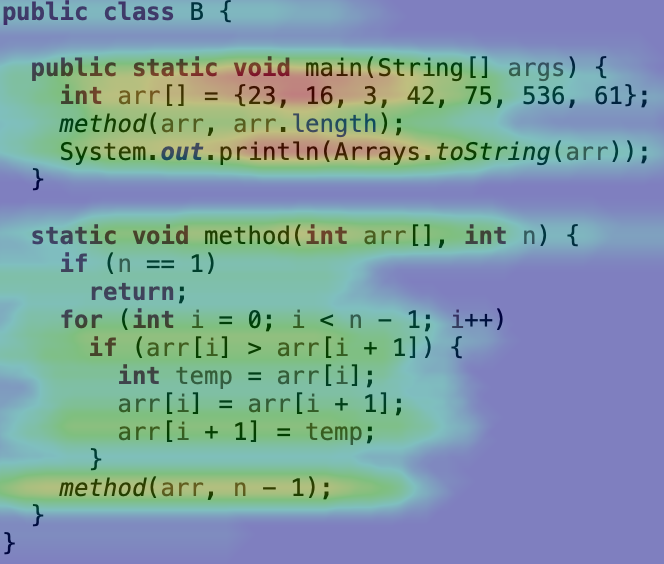 public class B {
public static void main(String[] args) {
int arr[] = {23, 16, 3, 42, 75, 536, 61};
method(arr, arr.length);
System.out.println(Arrays.toString(arr));
}
static void method(int arr[], int n) {
if (n == 1)
return;
for (int i = 0; i < n - 1; i++)
if (arr[i] > arr[i + 1]) {
int temp = arr[i];
arr[i] = arr[i + 1];
arr[i + 1] = temp;
}
method(arr, n - 1);
}
}